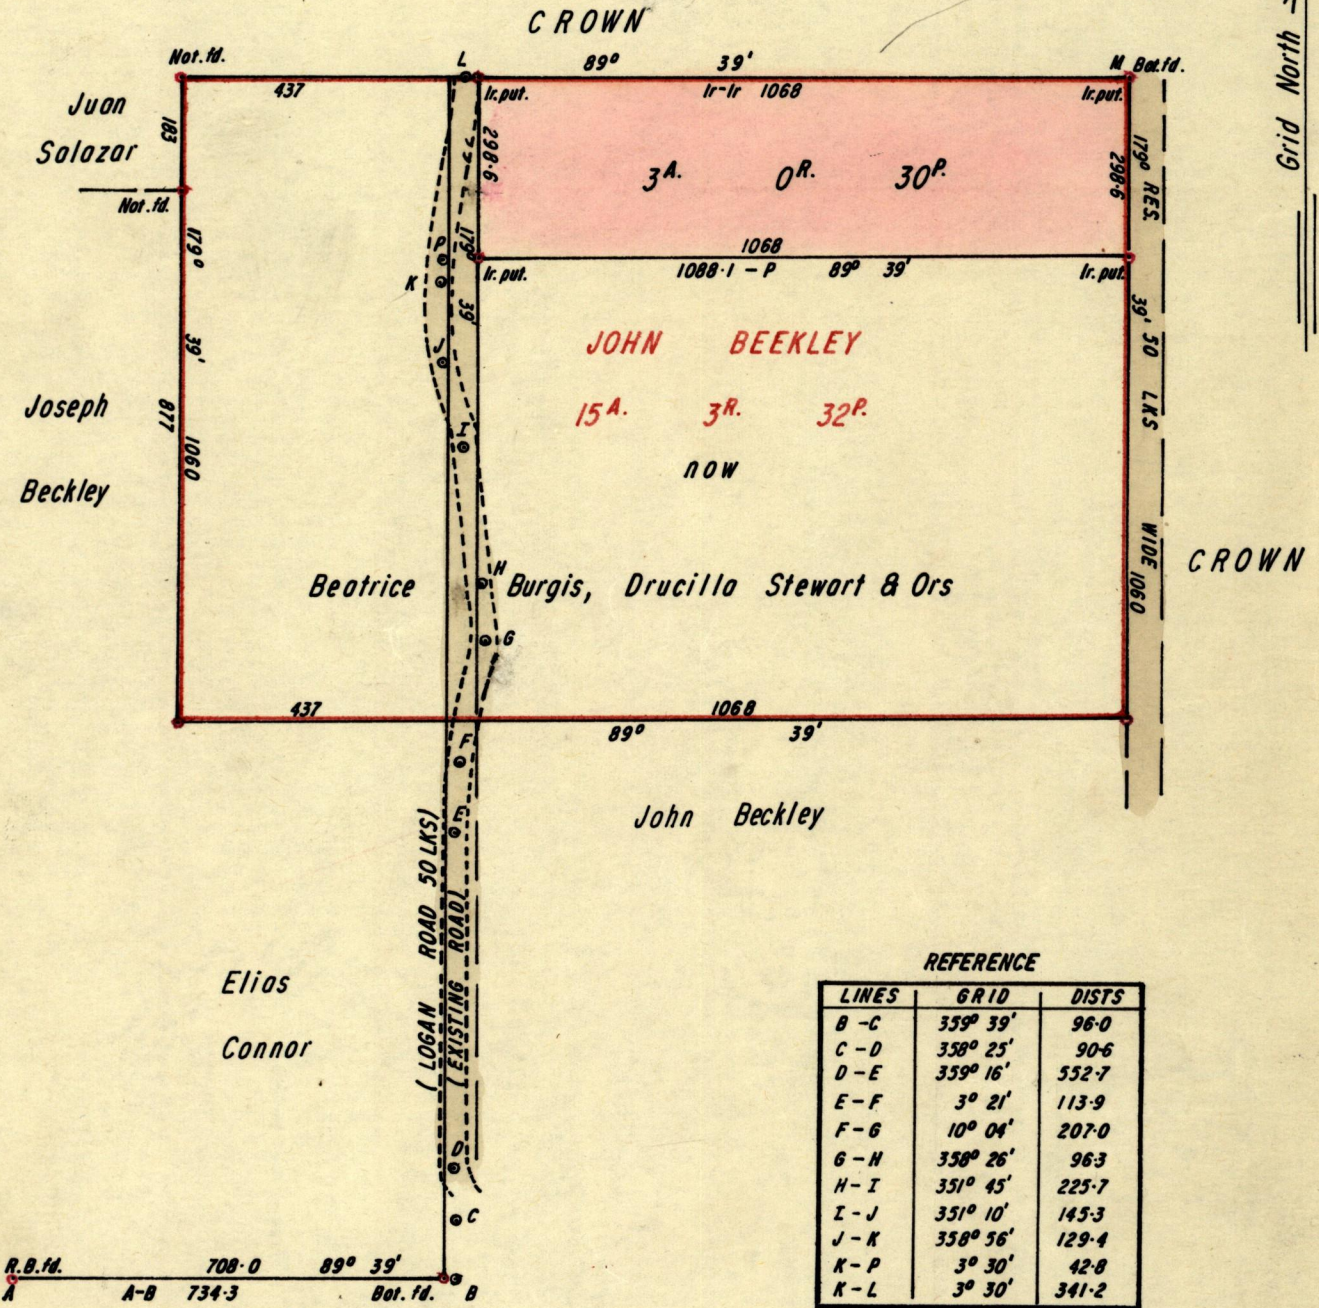 CROWN
Grid North
Not.fd.
L
89° 39'
M Bot.fd.
437
Ir.put.
Ir-Ir 1068
Ir.put.
Juan
Salazar
183
298·6
3A. 0R. 30P.
298·6
179° RES.
Not.fd.
179°
P
179°
1068
K
Ir.put.
1088·1 - P 89° 39'
Ir.put.
39'
39'
39' 50 LKS
J
JOHN BEEKLEY
Joseph
877
15A. 3R. 32P.
I
1060
now
Beckley
WIDE
1060
CROWN
H
Beatrice Burgis, Drucilla Stewart & Ors
G
437
1068
89° 39'
F
John Beckley
E
(LOGAN ROAD 50 LKS)
(EXISTING ROAD)
Elias
Connor
D
C
R.B.fd. 708·0 89° 39'
A A-B 734·3 Bot.fd. B
REFERENCE
LINES GRID DISTS
B - C 359° 39' 96·0
C - D 358° 25' 90·6
D - E 359° 16' 552·7
E - F 3° 21' 113·9
F - G 10° 04' 207·0
G - H 358° 26' 96·3
H - I 351° 45' 225·7
I - J 351° 10' 145·3
J - K 358° 56' 129·4
K - P 3° 30' 42·8
K - L 3° 30' 341·2